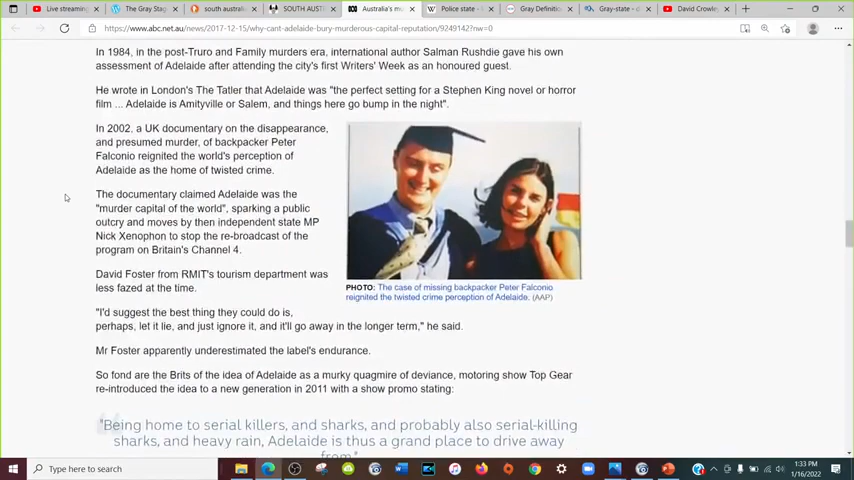 Live streaming
The Gray Sta
south austral
SOUTH AUST
Australia's mu
Police state -
Gray Definition
Gray-state - d
David Crowley
https://www.abc.net.au/news/2017-12-15/why-cant-adelaide-bury-murderous-capital-reputation/9249142?nw=0
In 1984, in the post-Truro and Family murders era, international author Salman Rushdie gave his own
assessment of Adelaide after attending the city's first Writers' Week as an honoured guest.
He wrote in London's The Tatler that Adelaide was "the perfect setting for a Stephen King novel or horror
film ... Adelaide is Amityville or Salem, and things here go bump in the night".
In 2002, a UK documentary on the disappearance,
and presumed murder, of backpacker Peter
Falconio reignited the world's perception of
Adelaide as the home of twisted crime.
The documentary claimed Adelaide was the
"murder capital of the world", sparking a public
outcry and moves by then independent state MP
Nick Xenophon to stop the re-broadcast of the
program on Britain's Channel 4.
David Foster from RMIT's tourism department was
less fazed at the time.
PHOTO: The case of missing backpacker Peter Falconio
reignited the twisted crime perception of Adelaide. (AAP)
"I'd suggest the best thing they could do is,
perhaps, let it lie, and just ignore it, and it'll go away in the longer term," he said.
Mr Foster apparently underestimated the label's endurance.
So fond are the Brits of the idea of Adelaide as a murky quagmire of deviance, motoring show Top Gear
re-introduced the idea to a new generation in 2011 with a show promo stating:
"Being home to serial killers, and sharks, and probably also serial-killing
sharks, and heavy rain, Adelaide is thus a grand place to drive away
from"
Type here to search
1:33 PM
1/16/2022